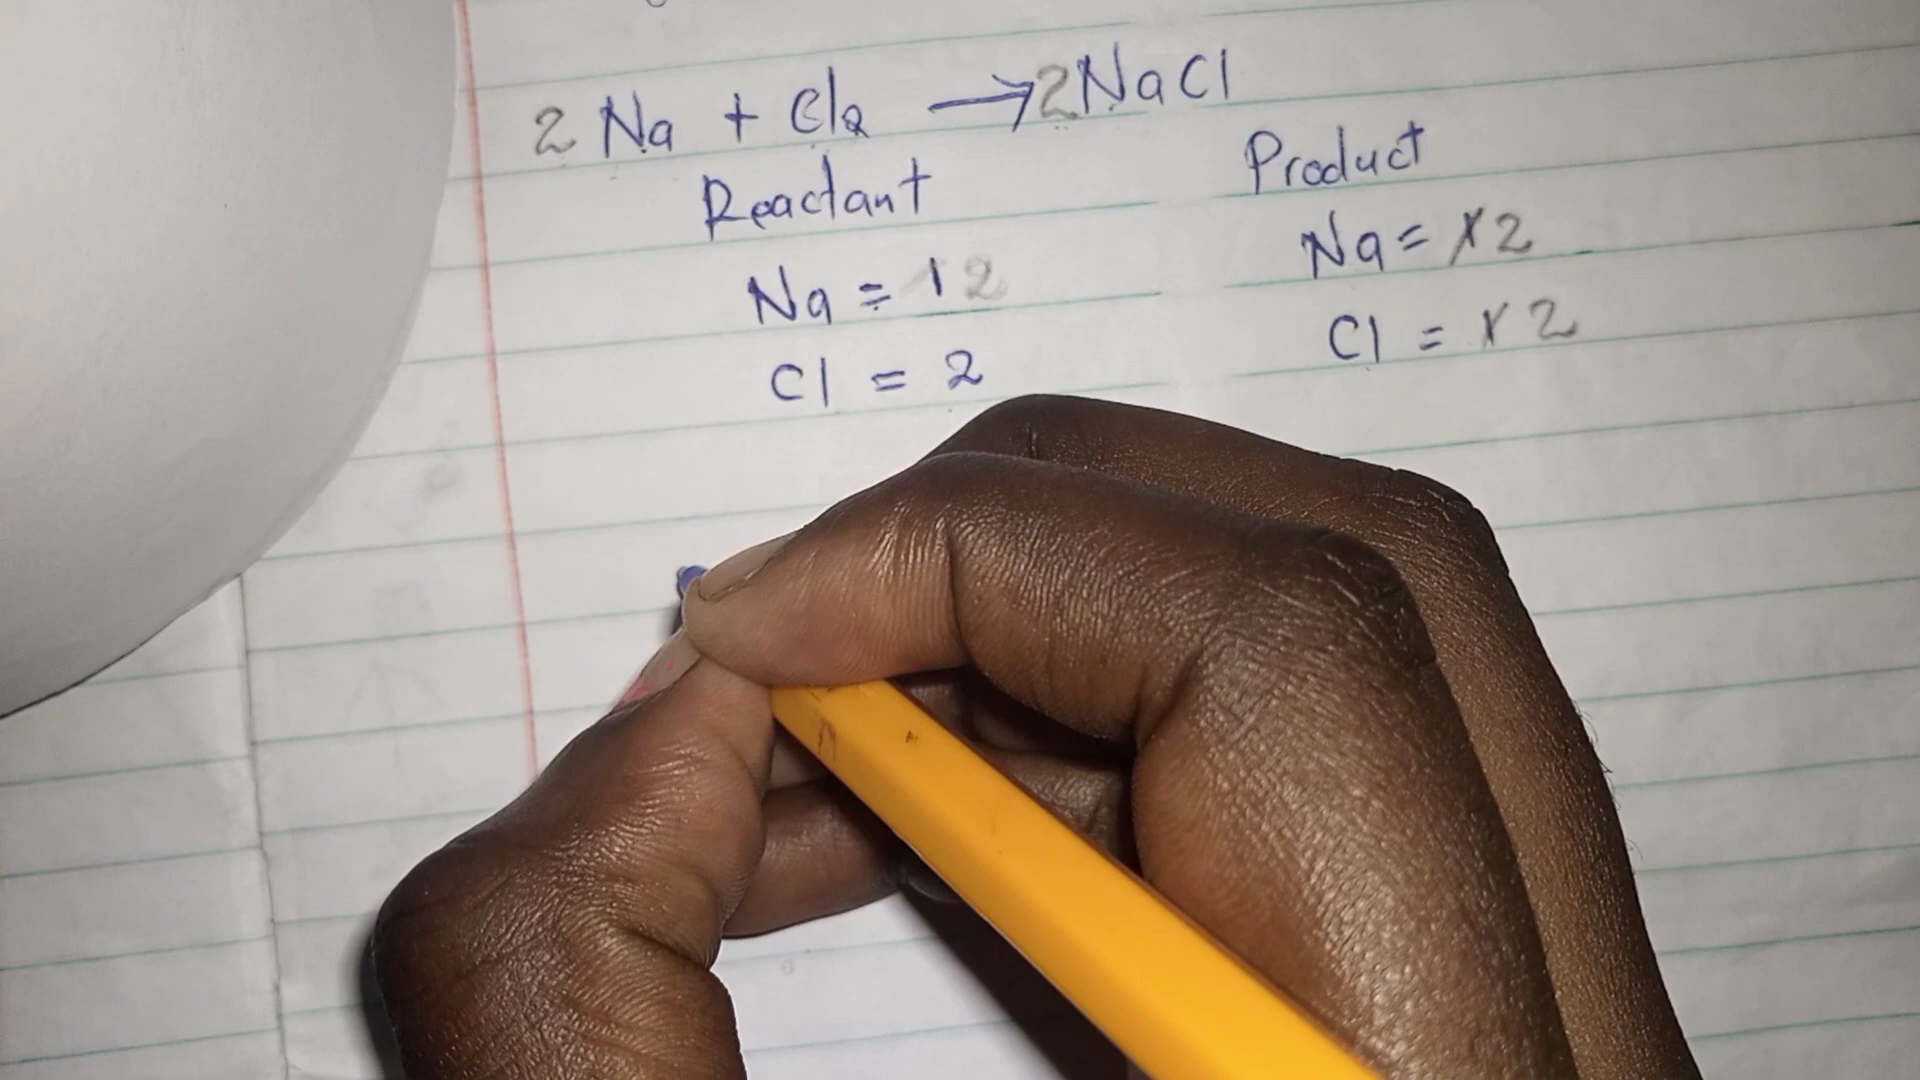 2 Na + Cl2 → 2NaCl
Reactant Product
Na = 1 2 Na = 1 2
Cl = 2 Cl = 1 2